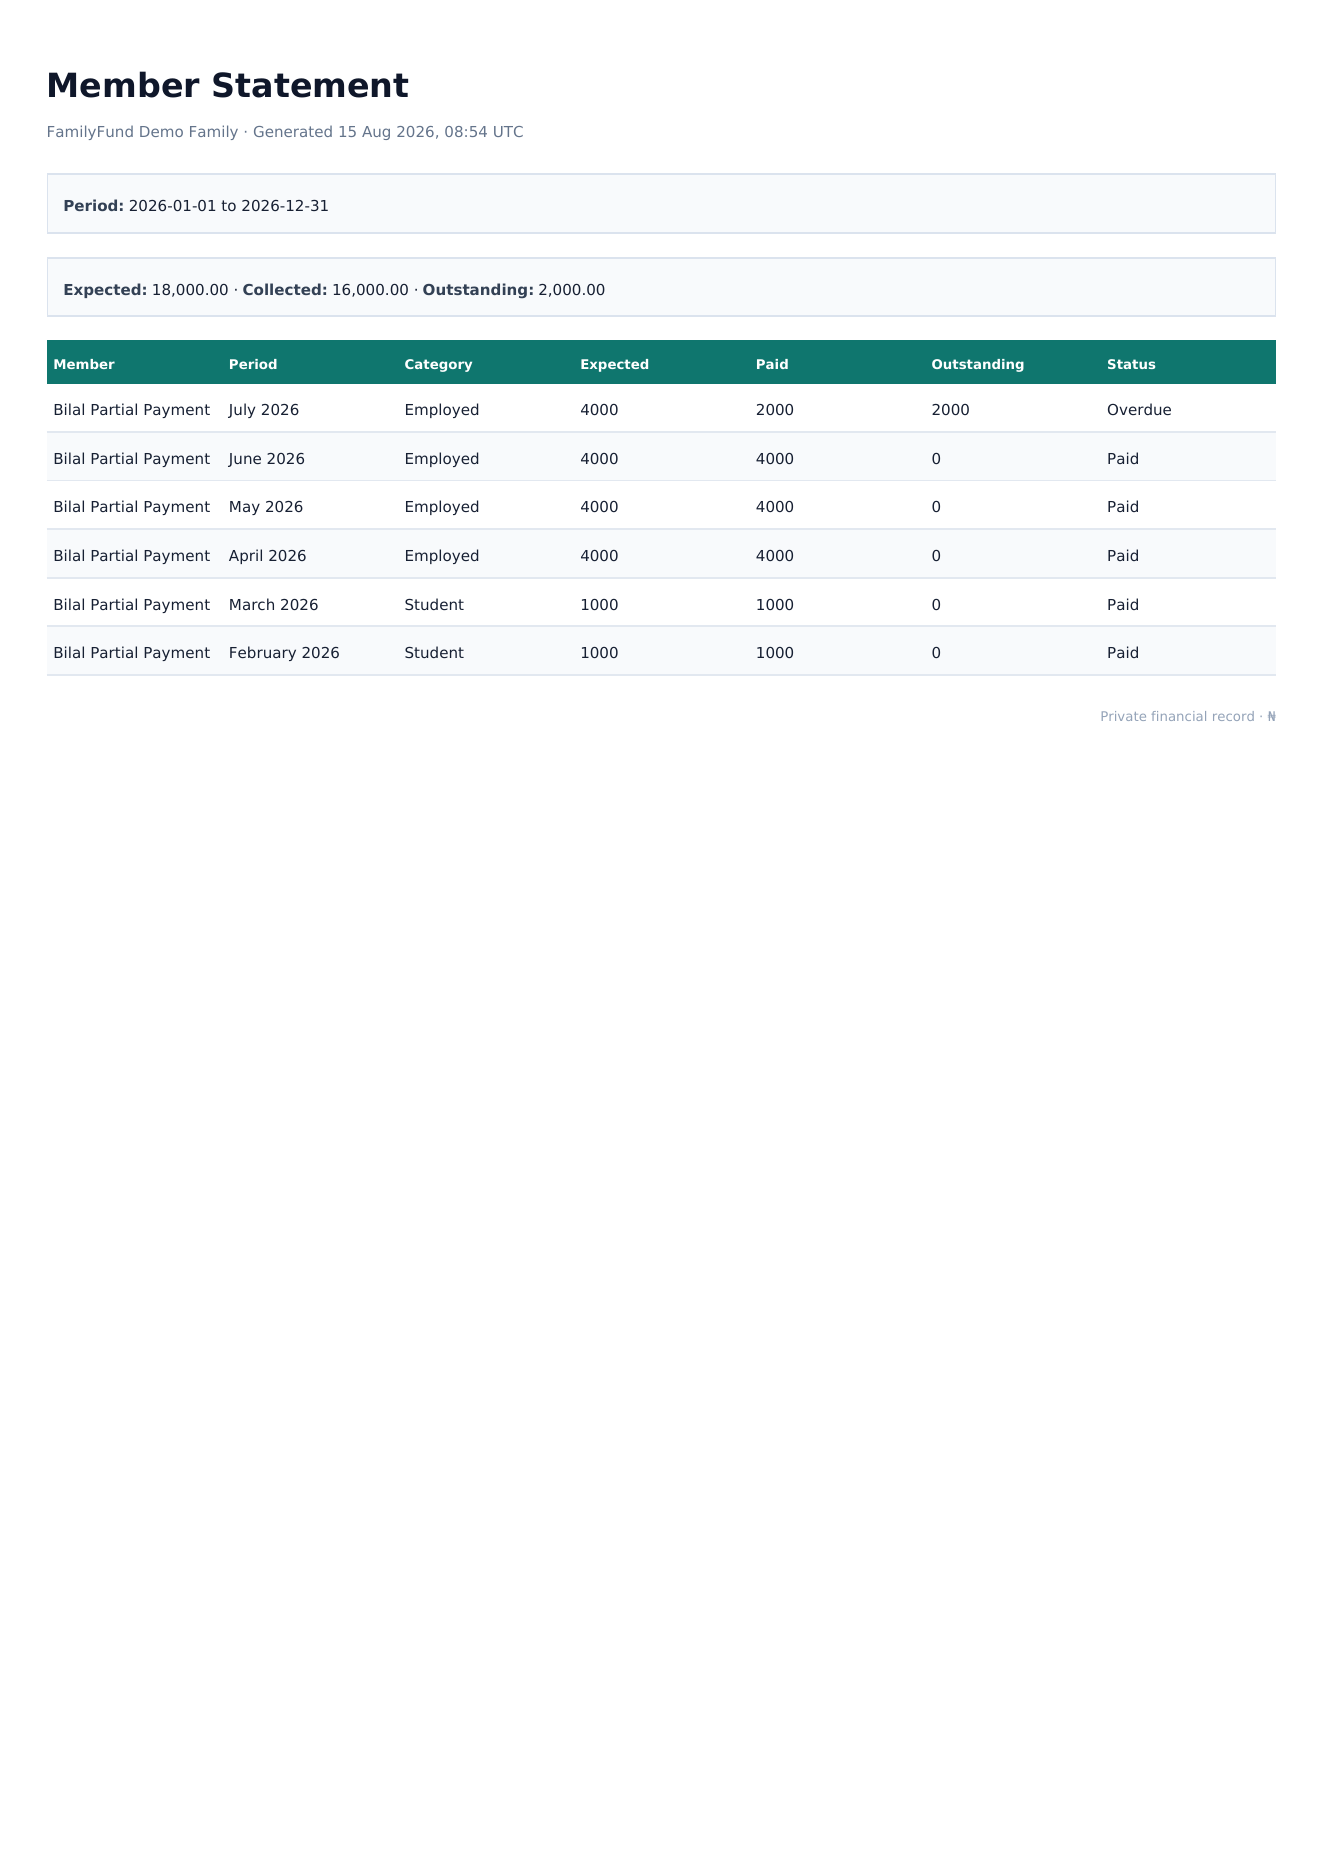 Member Statement
FamilyFund Demo Family · Generated 15 Aug 2026, 08:54 UTC
Period: 2026-01-01 to 2026-12-31
Expected: 18,000.00 · Collected: 16,000.00 · Outstanding: 2,000.00
Member Period Category Expected Paid Outstanding Status
Bilal Partial Payment July 2026 Employed 4000 2000 2000 Overdue
Bilal Partial Payment June 2026 Employed 4000 4000 0 Paid
Bilal Partial Payment May 2026 Employed 4000 4000 0 Paid
Bilal Partial Payment April 2026 Employed 4000 4000 0 Paid
Bilal Partial Payment March 2026 Student 1000 1000 0 Paid
Bilal Partial Payment February 2026 Student 1000 1000 0 Paid
Private financial record · ₦